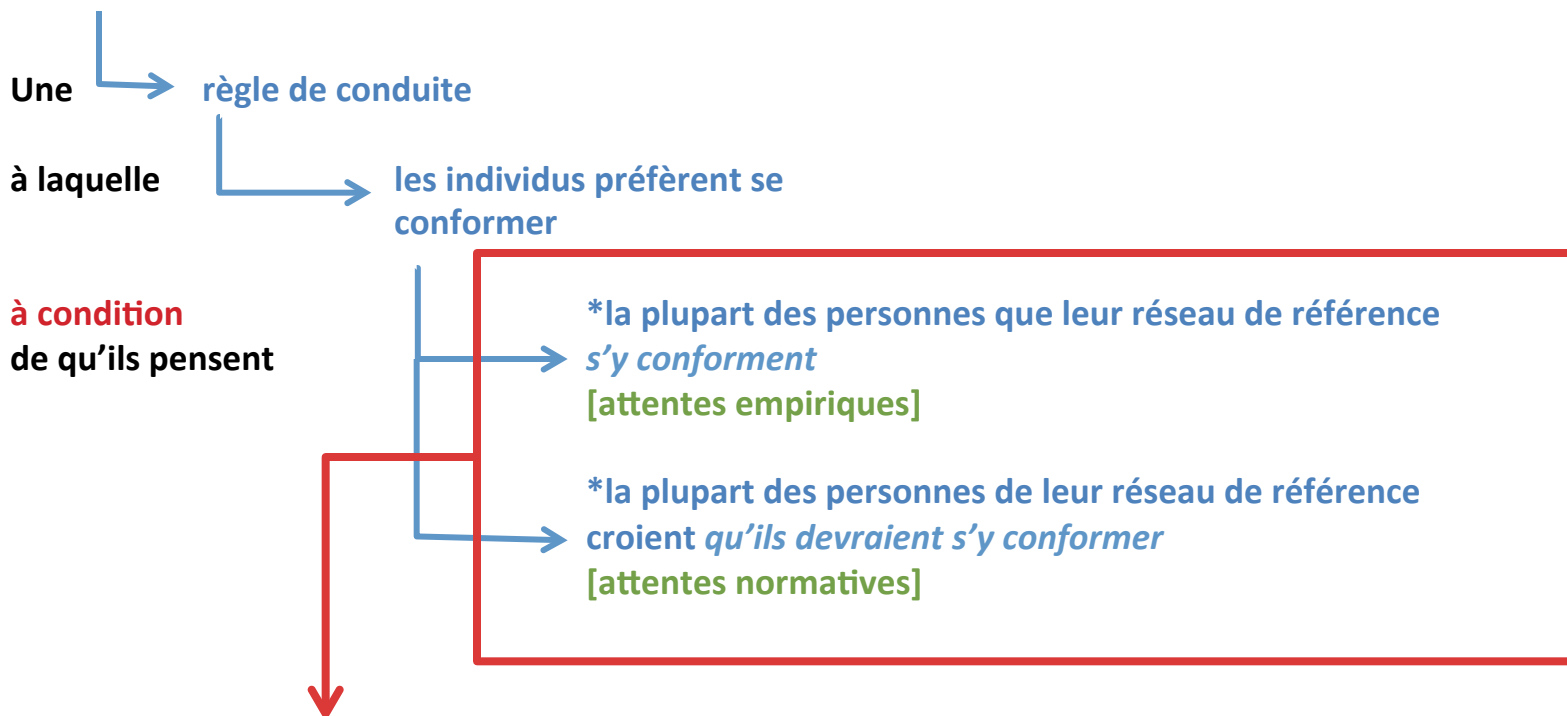 Une règle de conduite
à laquelle les individus préfèrent se
conformer
à condition *la plupart des personnes que leur réseau de référence
de qu’ils pensent s’y conforment
[attentes empiriques]
*la plupart des personnes de leur réseau de référence
croient qu’ils devraient s’y conformer
[attentes normatives]